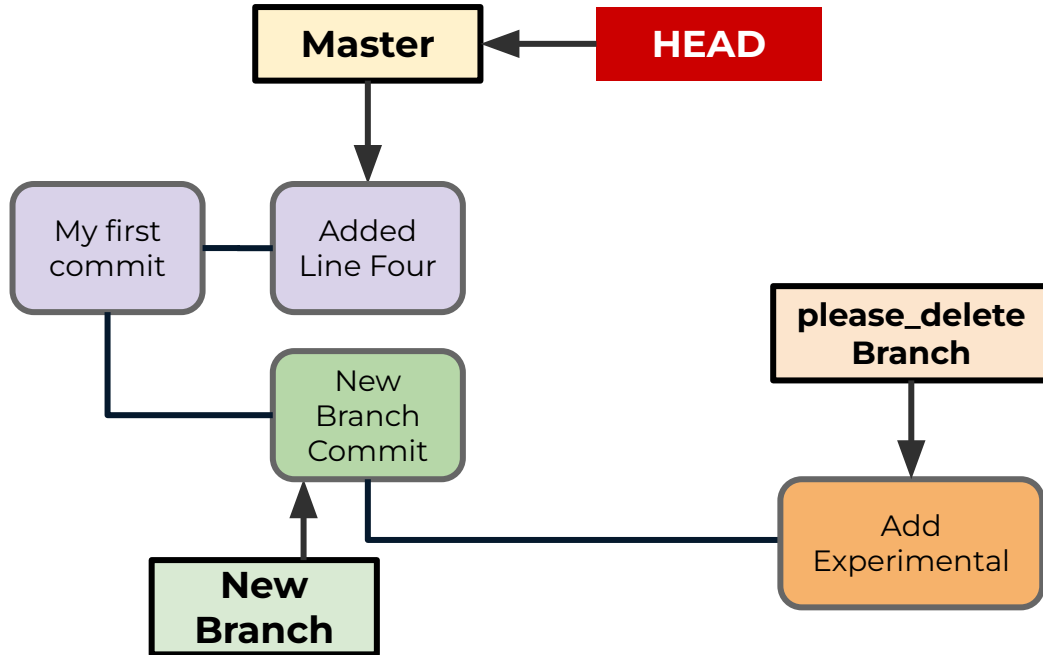 Master
HEAD
My first
commit
Added
Line Four
please_delete
Branch
New
Branch
Commit
Add
Experimental
New
Branch